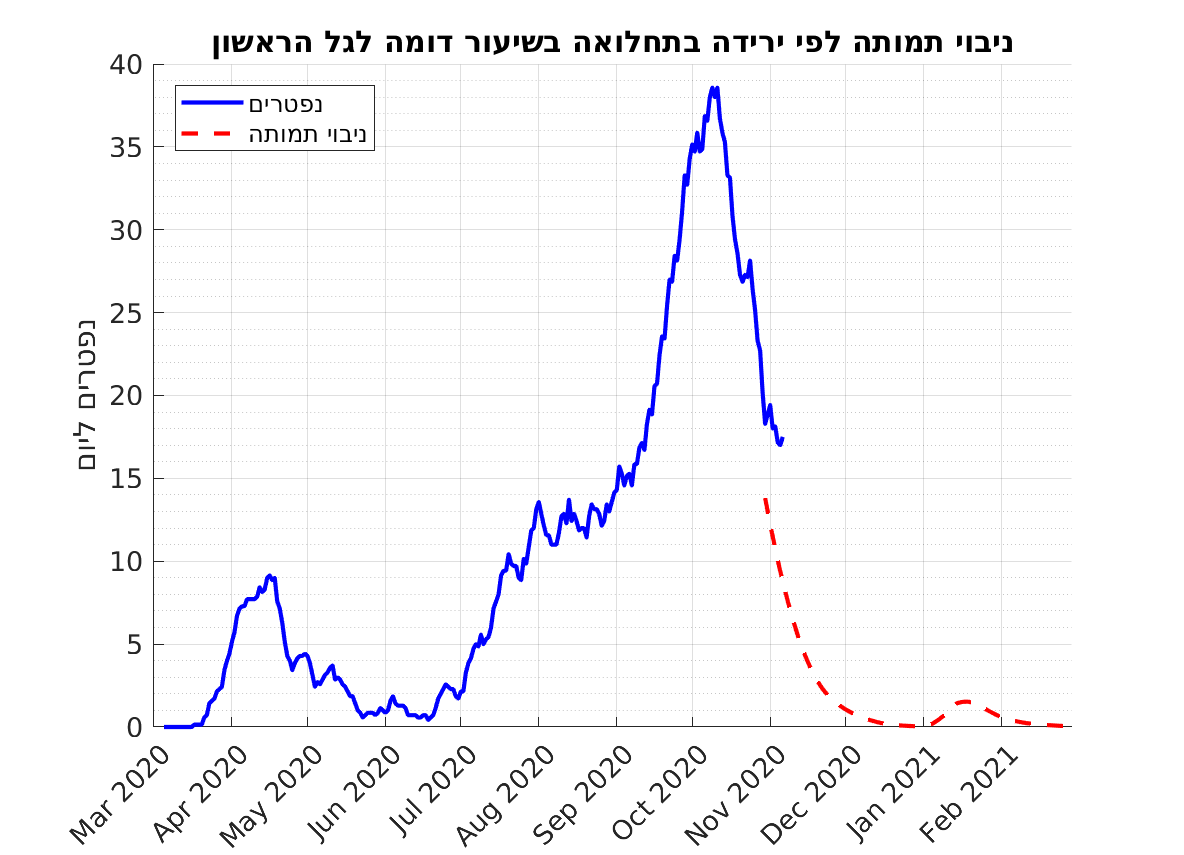 ניבוי תמותה לפי ירידה בתחלואה בשיעור דומה לגל הראשון
נפטרים
ניבוי תמותה
נפטרים ליום
40
35
30
25
20
15
10
5
0
Mar 2020
Apr 2020
May 2020
Jun 2020
Jul 2020
Aug 2020
Sep 2020
Oct 2020
Nov 2020
Dec 2020
Jan 2021
Feb 2021